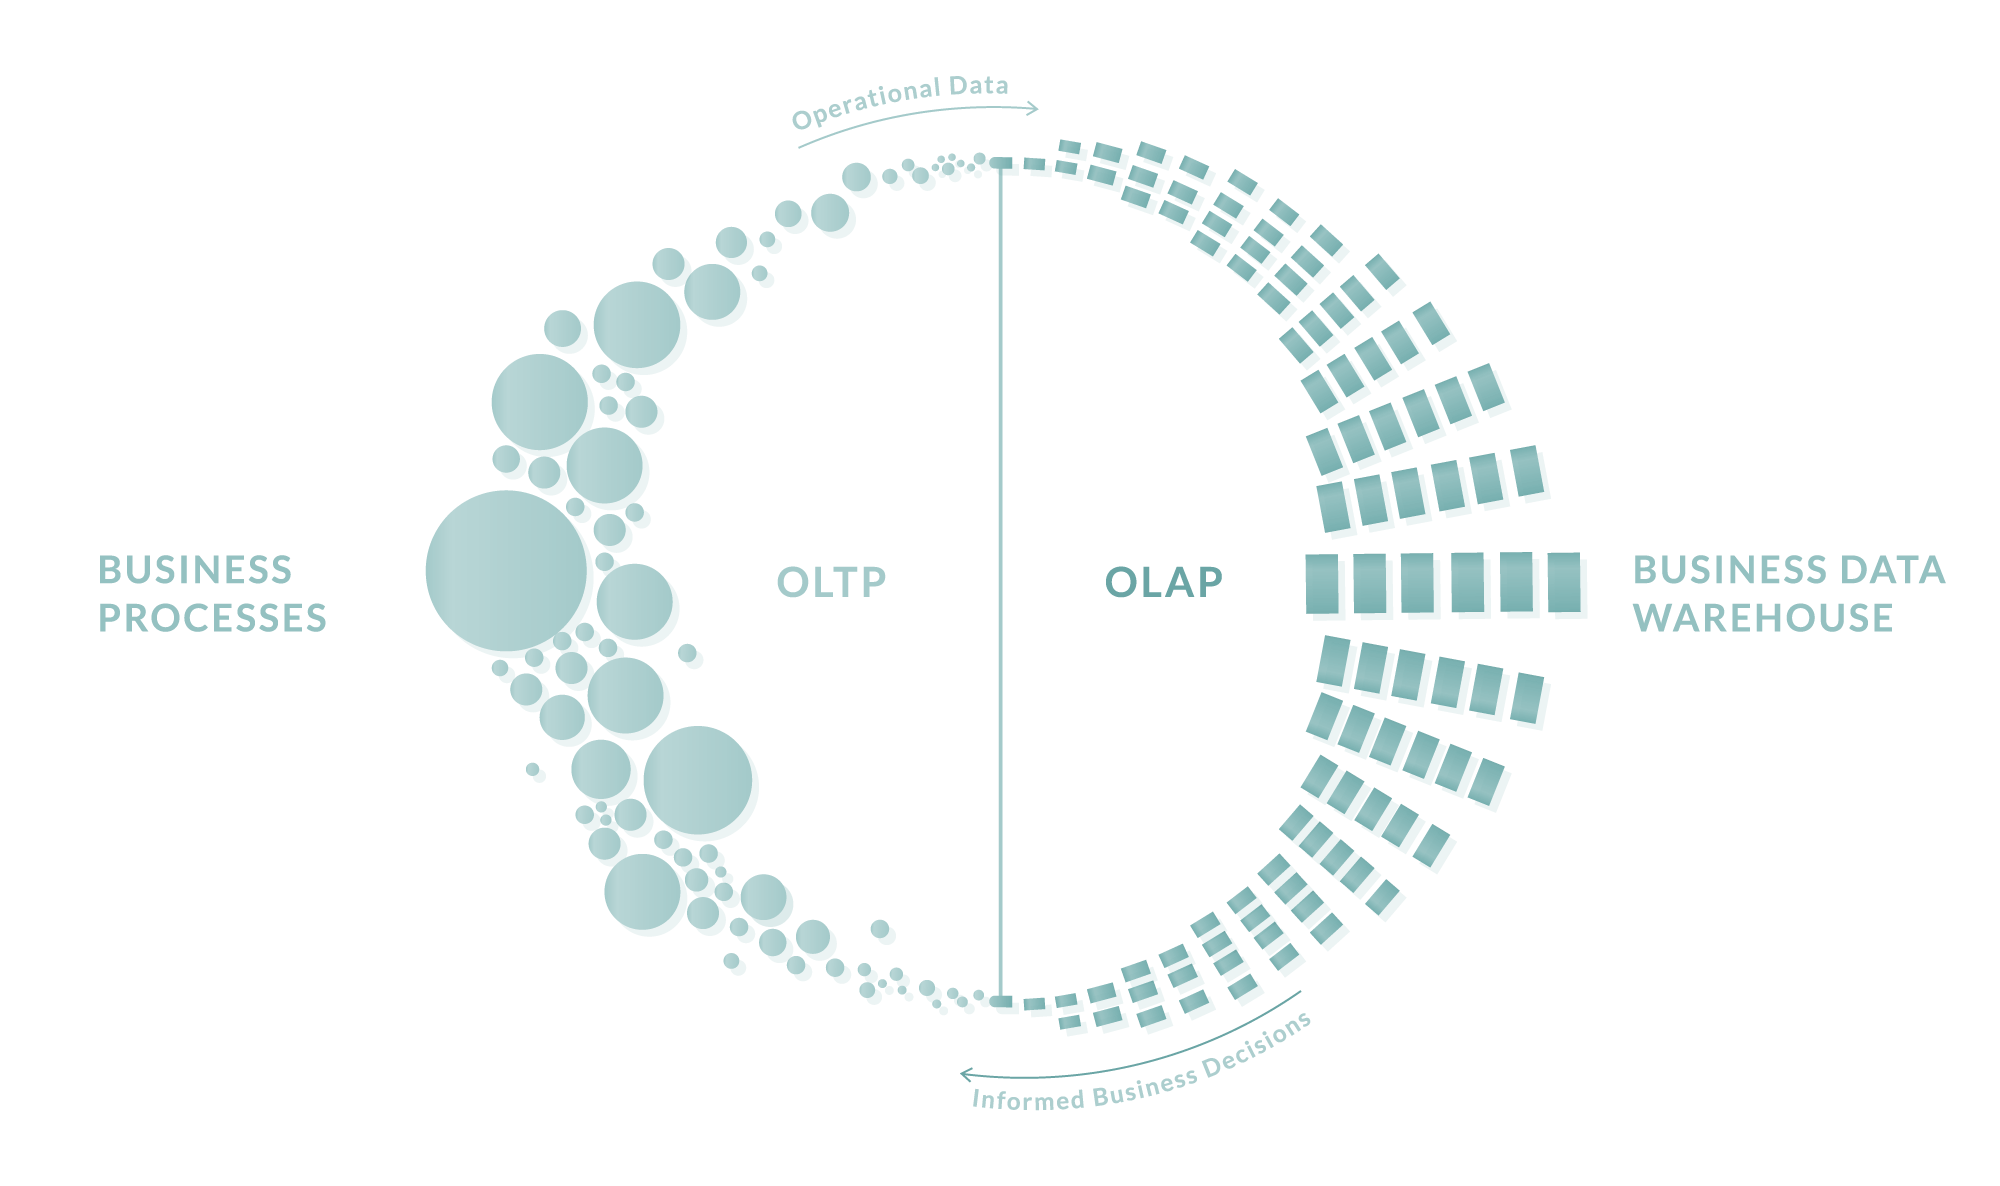 Operational Data
BUSINESS
PROCESSES
OLTP
OLAP
BUSINESS DATA
WAREHOUSE
Informed Business Decisions